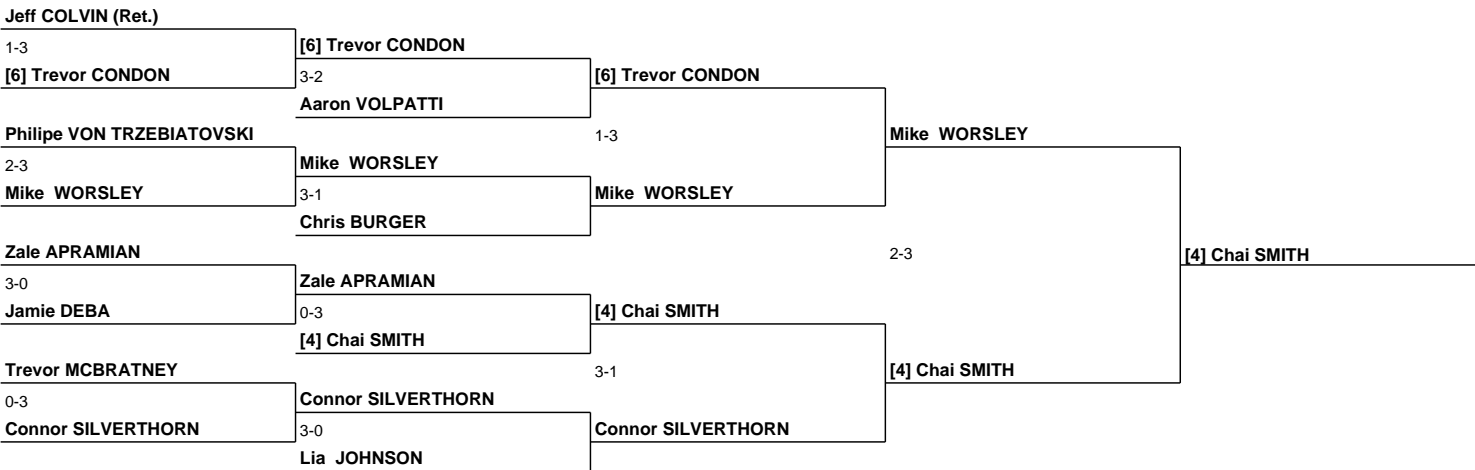 Jeff COLVIN (Ret.)
1-3
[6] Trevor CONDON
[6] Trevor CONDON
3-2
[6] Trevor CONDON
Aaron VOLPATTI
Philipe VON TRZEBIATOVSKI
1-3
Mike WORSLEY
2-3
Mike WORSLEY
Mike WORSLEY
3-1
Mike WORSLEY
Chris BURGER
Zale APRAMIAN
2-3
[4] Chai SMITH
3-0
Zale APRAMIAN
Jamie DEBA
0-3
[4] Chai SMITH
[4] Chai SMITH
Trevor MCBRATNEY
3-1
[4] Chai SMITH
0-3
Connor SILVERTHORN
Connor SILVERTHORN
3-0
Connor SILVERTHORN
Lia JOHNSON